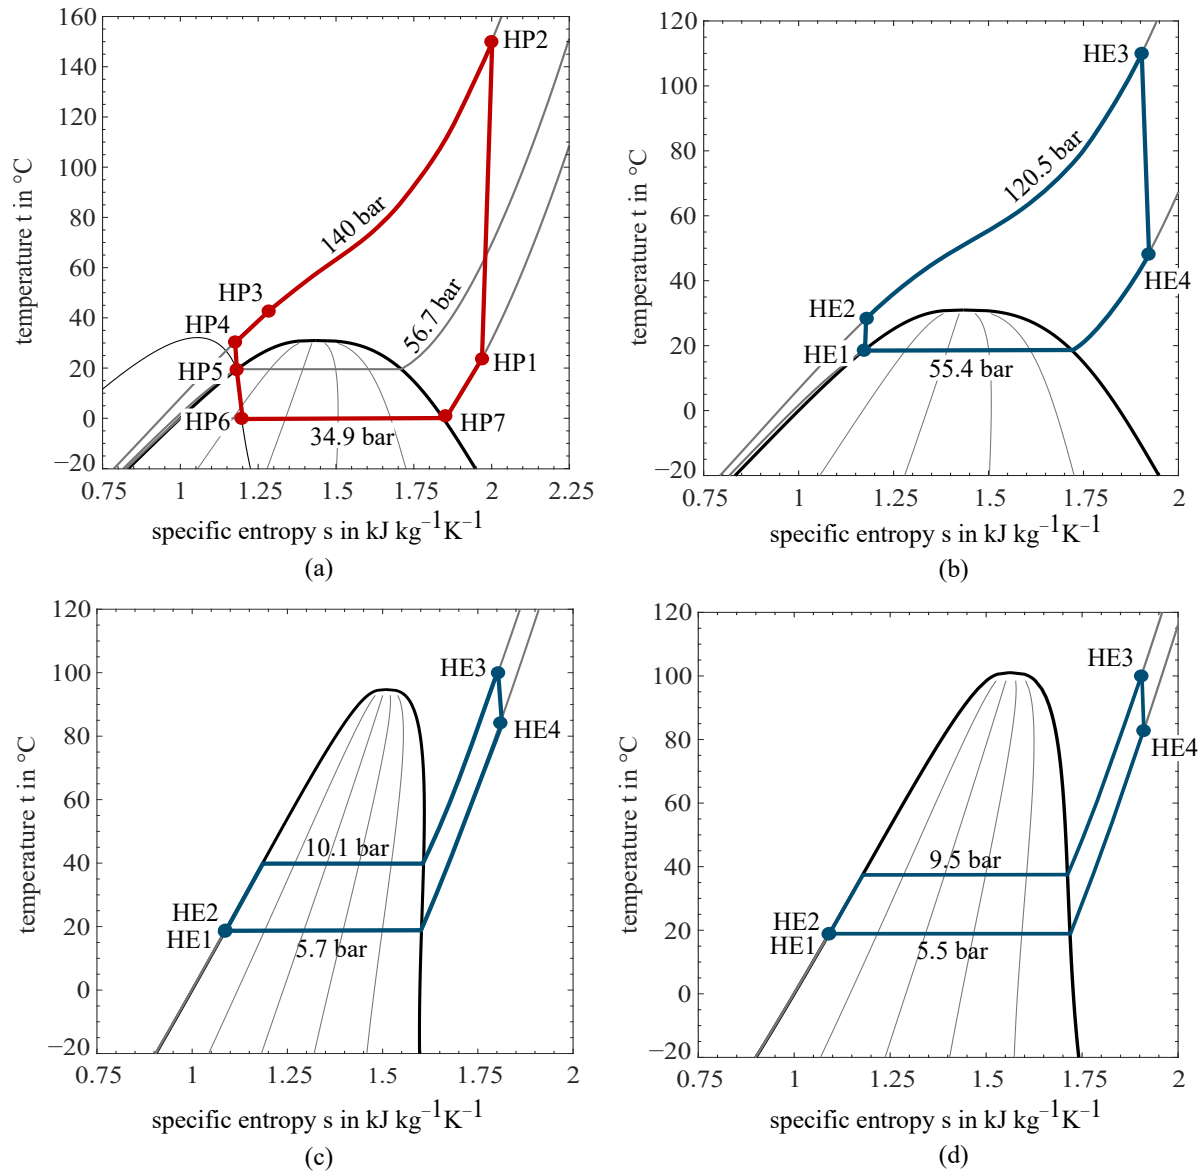 160
140
120
100
80
60
40
20
0
−20
temperature t in °C
HP2
140 bar
HP3
56.7 bar
HP4
HP1
HP5
HP6
HP7
34.9 bar
0.75 1 1.25 1.5 1.75 2 2.25
specific entropy s in kJ kg⁻¹K⁻¹
(a)
120
100
80
60
40
20
0
−20
temperature t in °C
HE3
120.5 bar
HE4
HE2
HE1
55.4 bar
0.75 1 1.25 1.5 1.75 2
specific entropy s in kJ kg⁻¹K⁻¹
(b)
120
100
80
60
40
20
0
−20
temperature t in °C
HE3
HE4
10.1 bar
HE2
HE1
5.7 bar
0.75 1 1.25 1.5 1.75 2
specific entropy s in kJ kg⁻¹K⁻¹
(c)
120
100
80
60
40
20
0
−20
temperature t in °C
HE3
HE4
9.5 bar
HE2
HE1
5.5 bar
0.75 1 1.25 1.5 1.75 2
specific entropy s in kJ kg⁻¹K⁻¹
(d)